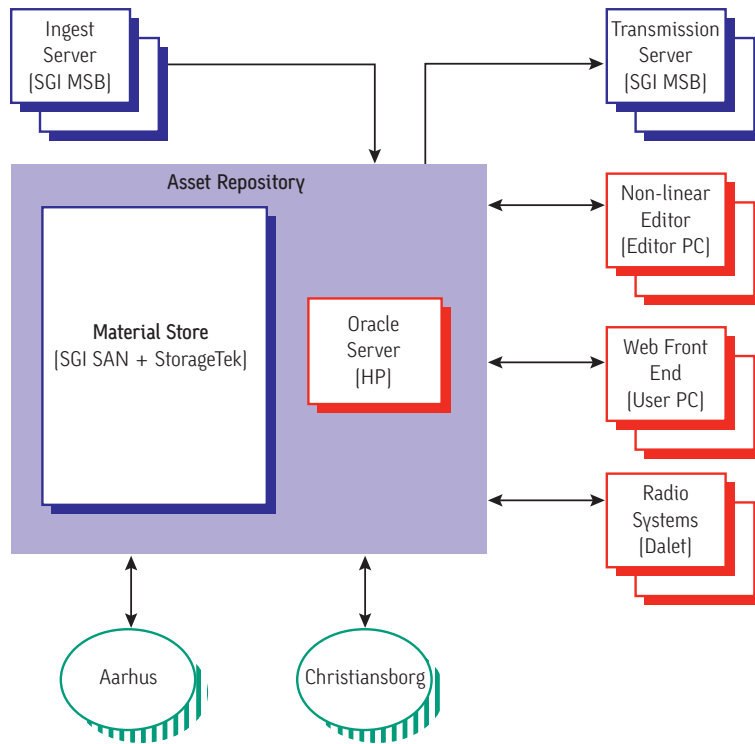 Ingest
Server
(SGI MSB)
Transmission
Server
(SGI MSB)
Asset Repository
Material Store
(SGI SAN + StorageTek)
Oracle
Server
(HP)
Non-linear
Editor
(Editor PC)
Web Front
End
(User PC)
Radio
Systems
(Dalet)
Aarhus
Christiansborg